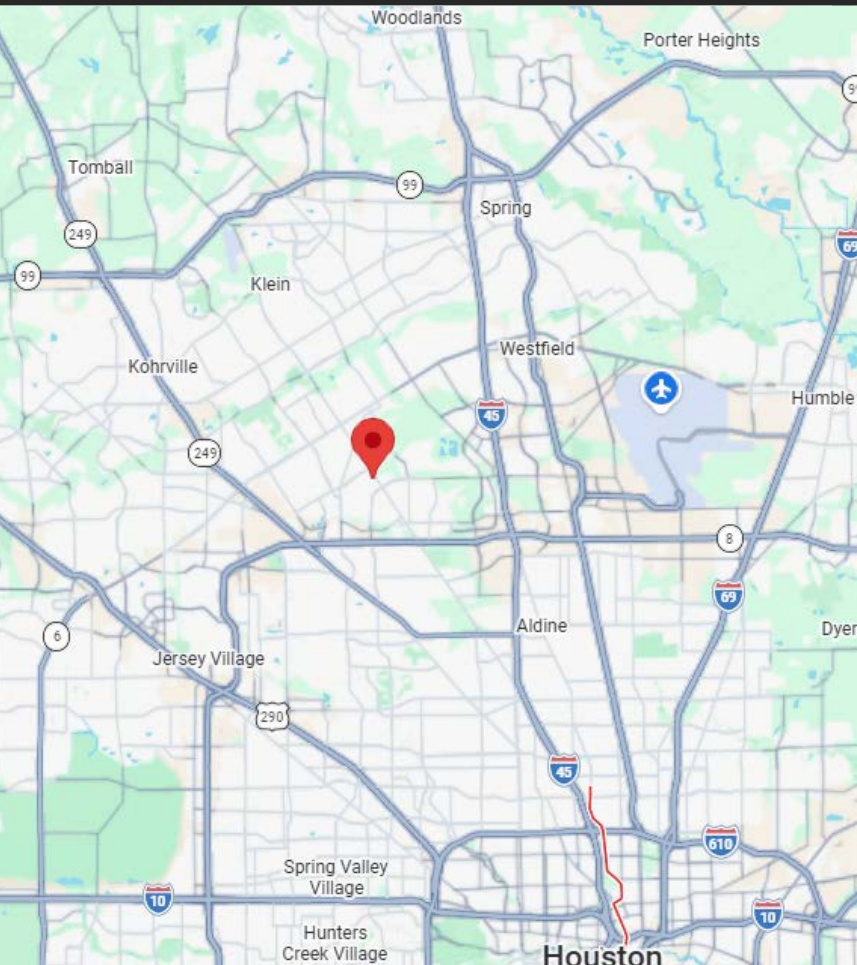 Woodlands
Porter Heights
Tomball
99
Spring
249
99
Klein
69
Westfield
Kohrville
Humble
45
249
8
69
Aldine
6
Dyer
Jersey Village
290
45
610
Spring Valley
Village
10
10
Hunters
Creek Village
Houston